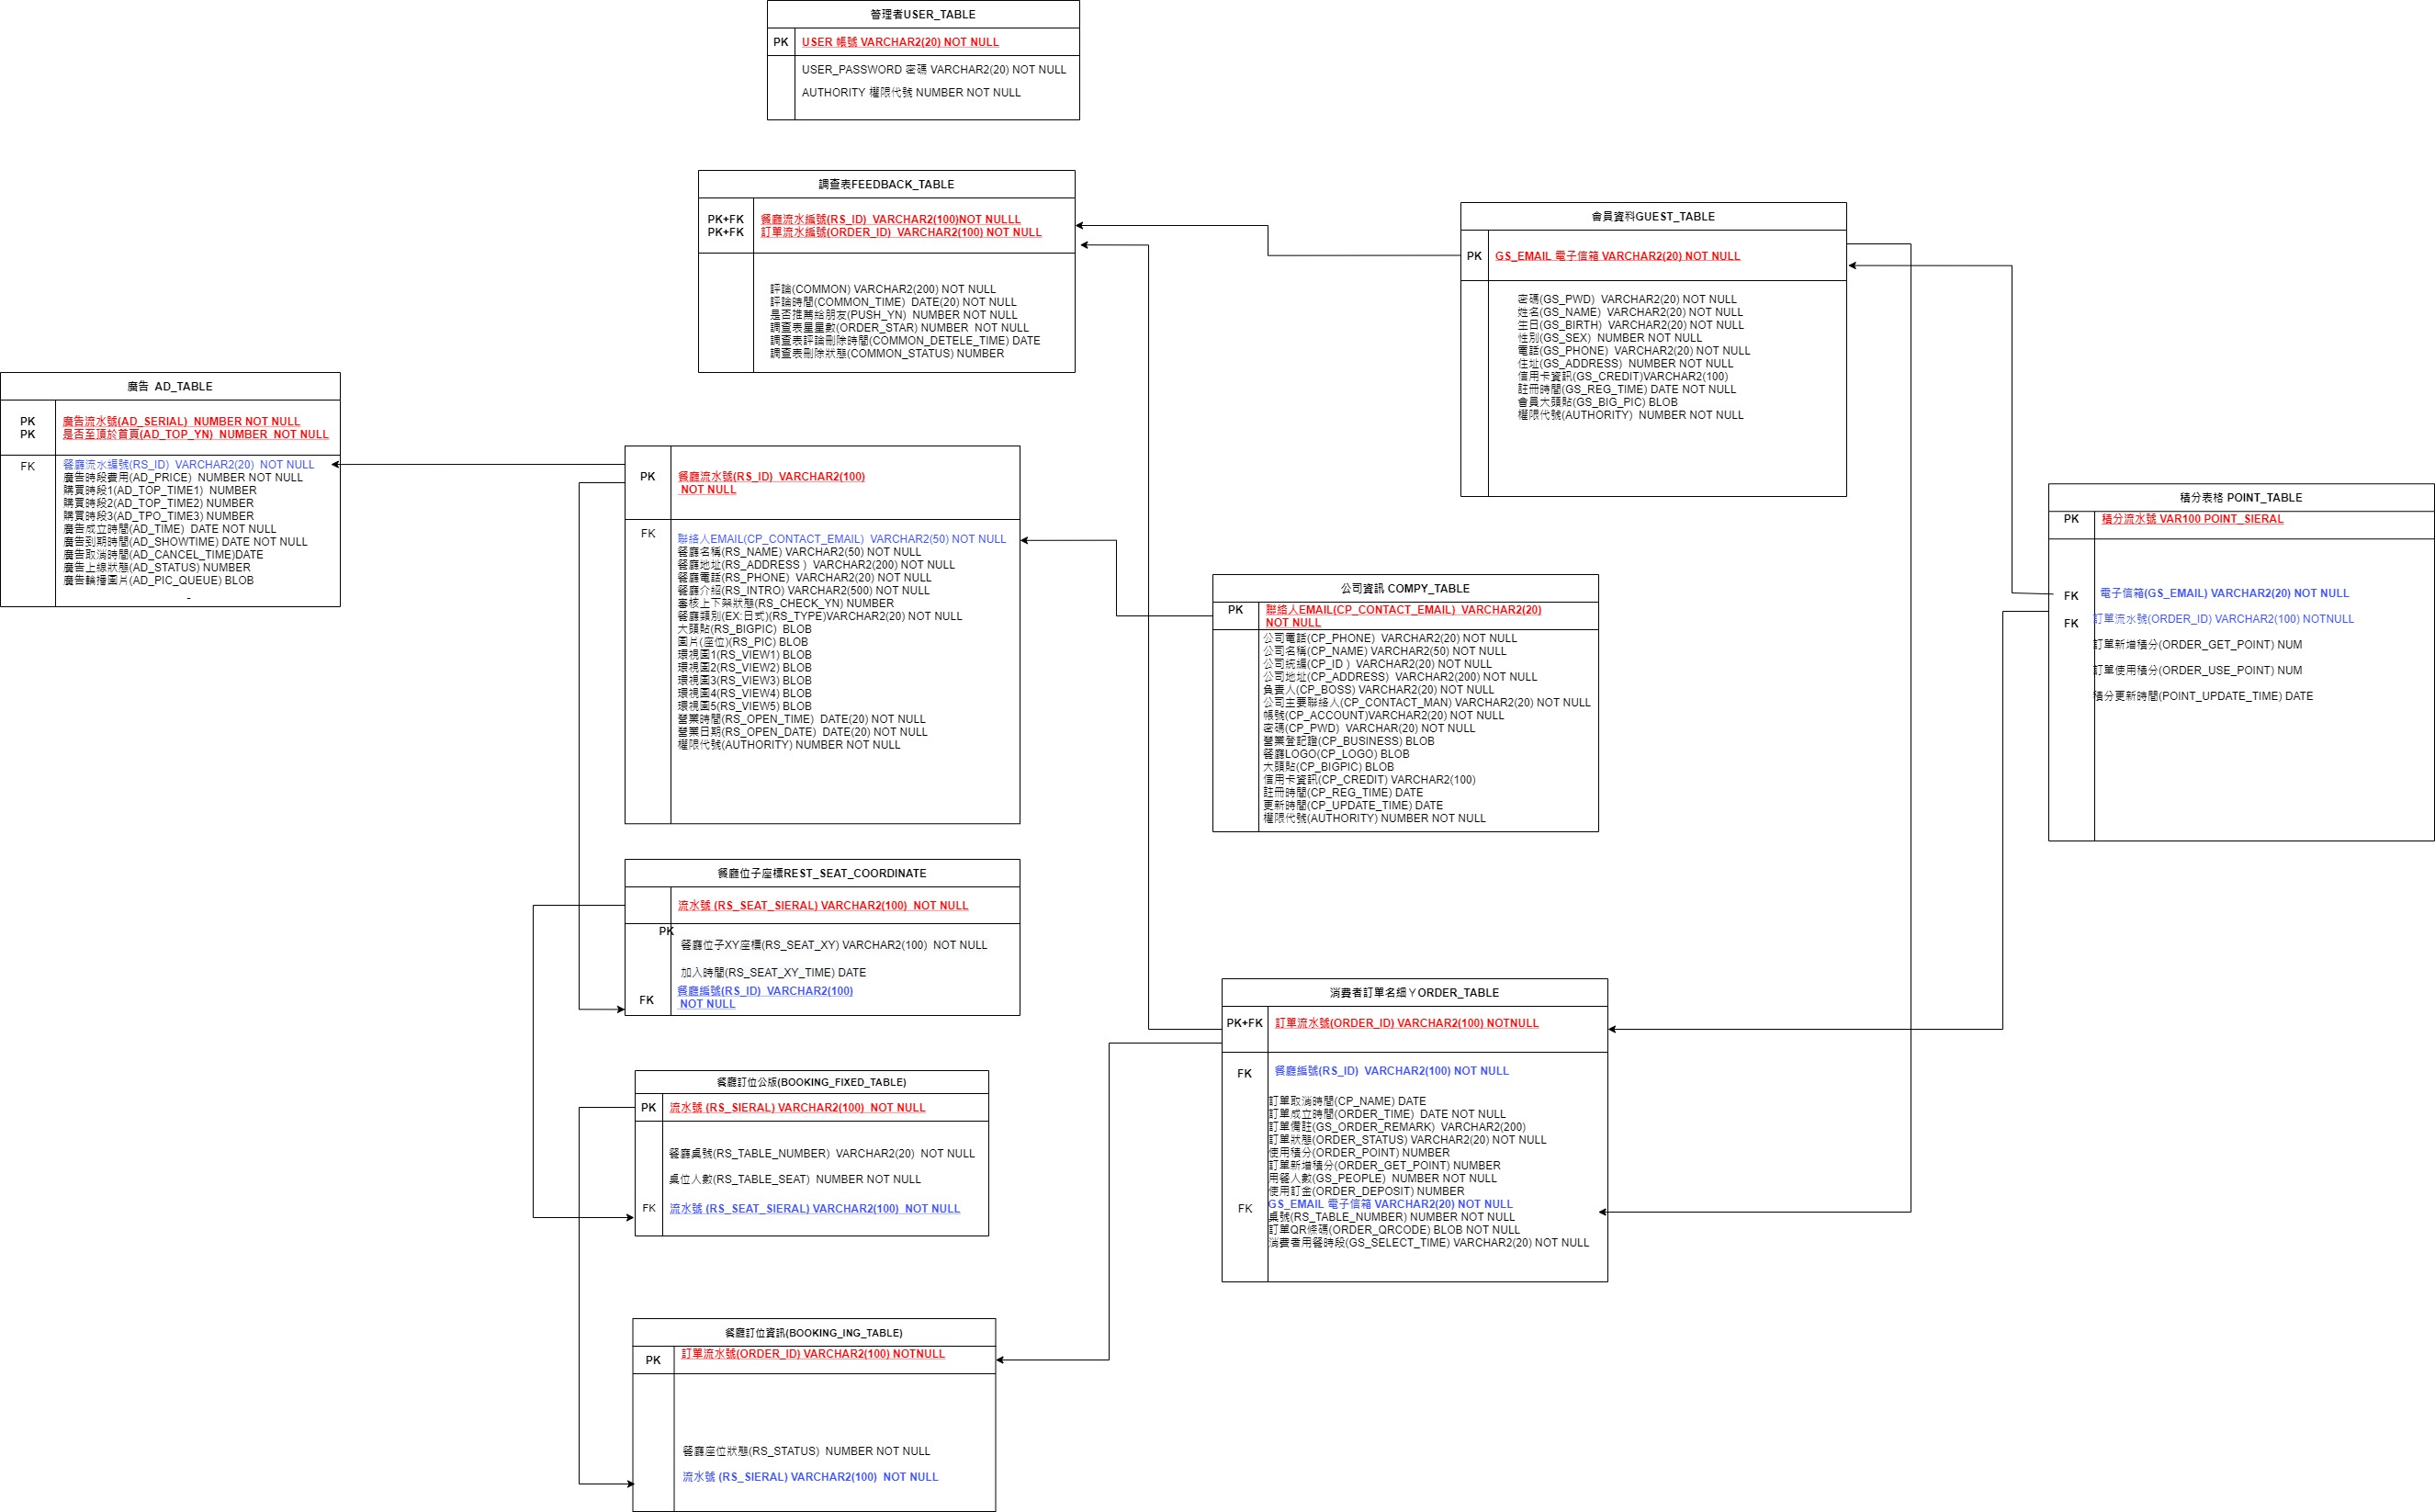 管理者USER_TABLE
PK USER 帳號 VARCHAR2(20) NOT NULL
USER_PASSWORD 密碼 VARCHAR2(20) NOT NULL
AUTHORITY 權限代號 NUMBER NOT NULL
調查表FEEDBACK_TABLE
PK+FK 餐廳流水編號(RS_ID) VARCHAR2(100)NOT NULLL
PK+FK 訂單流水編號(ORDER_ID) VARCHAR2(100) NOT NULL
評論(COMMON) VARCHAR2(200) NOT NULL
評論時間(COMMON_TIME) DATE(20) NOT NULL
是否推薦給朋友(PUSH_YN) NUMBER NOT NULL
調查表星星數(ORDER_STAR) NUMBER NOT NULL
調查表評論刪除時間(COMMON_DETELE_TIME) DATE
調查表刪除狀態(COMMON_STATUS) NUMBER
會員資料GUEST_TABLE
PK GS_EMAIL 電子信箱 VARCHAR2(20) NOT NULL
密碼(GS_PWD) VARCHAR2(20) NOT NULL
姓名(GS_NAME) VARCHAR2(20) NOT NULL
生日(GS_BIRTH) VARCHAR2(20) NOT NULL
性別(GS_SEX) NUMBER NOT NULL
電話(GS_PHONE) VARCHAR2(20) NOT NULL
住址(GS_ADDRESS) NUMBER NOT NULL
信用卡資訊(GS_CREDIT)VARCHAR2(100)
註冊時間(GS_REG_TIME) DATE NOT NULL
會員大頭貼(GS_BIG_PIC) BLOB
權限代號(AUTHORITY) NUMBER NOT NULL
廣告 AD_TABLE
PK 廣告流水號(AD_SERIAL) NUMBER NOT NULL
PK 是否至頂於首頁(AD_TOP_YN) NUMBER NOT NULL
FK 餐廳流水編號(RS_ID) VARCHAR2(20) NOT NULL
廣告時段費用(AD_PRICE) NUMBER NOT NULL
購買時段1(AD_TOP_TIME1) NUMBER
購買時段2(AD_TOP_TIME2) NUMBER
購買時段3(AD_TPO_TIME3) NUMBER
廣告成立時間(AD_TIME) DATE NOT NULL
廣告到期時間(AD_SHOWTIME) DATE NOT NULL
廣告取消時間(AD_CANCEL_TIME)DATE
廣告上線狀態(AD_STATUS) NUMBER
廣告輪播圖片(AD_PIC_QUEUE) BLOB
-
PK 餐廳流水號(RS_ID) VARCHAR2(100)
NOT NULL
FK 聯絡人EMAIL(CP_CONTACT_EMAIL) VARCHAR2(50) NOT NULL
餐廳名稱(RS_NAME) VARCHAR2(50) NOT NULL
餐廳地址(RS_ADDRESS ) VARCHAR2(200) NOT NULL
餐廳電話(RS_PHONE) VARCHAR2(20) NOT NULL
餐廳介紹(RS_INTRO) VARCHAR2(500) NOT NULL
審核上下架狀態(RS_CHECK_YN) NUMBER
餐廳類別(EX:日式)(RS_TYPE)VARCHAR2(20) NOT NULL
大頭貼(RS_BIGPIC) BLOB
圖片(座位)(RS_PIC) BLOB
環視圖1(RS_VIEW1) BLOB
環視圖2(RS_VIEW2) BLOB
環視圖3(RS_VIEW3) BLOB
環視圖4(RS_VIEW4) BLOB
環視圖5(RS_VIEW5) BLOB
營業時間(RS_OPEN_TIME) DATE(20) NOT NULL
營業日期(RS_OPEN_DATE) DATE(20) NOT NULL
權限代號(AUTHORITY) NUMBER NOT NULL
公司資訊 COMPY_TABLE
PK 聯絡人EMAIL(CP_CONTACT_EMAIL) VARCHAR2(20)
NOT NULL
公司電話(CP_PHONE) VARCHAR2(20) NOT NULL
公司名稱(CP_NAME) VARCHAR2(50) NOT NULL
公司統編(CP_ID ) VARCHAR2(20) NOT NULL
公司地址(CP_ADDRESS) VARCHAR2(200) NOT NULL
負責人(CP_BOSS) VARCHAR2(20) NOT NULL
公司主要聯絡人(CP_CONTACT_MAN) VARCHAR2(20) NOT NULL
帳號(CP_ACCOUNT)VARCHAR2(20) NOT NULL
密碼(CP_PWD) VARCHAR(20) NOT NULL
營業登記證(CP_BUSINESS) BLOB
餐廳LOGO(CP_LOGO) BLOB
大頭貼(CP_BIGPIC) BLOB
信用卡資訊(CP_CREDIT) VARCHAR2(100)
註冊時間(CP_REG_TIME) DATE
更新時間(CP_UPDATE_TIME) DATE
權限代號(AUTHORITY) NUMBER NOT NULL
積分表格 POINT_TABLE
PK 積分流水號 VAR100 POINT_SIERAL
FK 電子信箱(GS_EMAIL) VARCHAR2(20) NOT NULL
FK 訂單流水號(ORDER_ID) VARCHAR2(100) NOTNULL
訂單新增積分(ORDER_GET_POINT) NUM
訂單使用積分(ORDER_USE_POINT) NUM
積分更新時間(POINT_UPDATE_TIME) DATE
餐廳位子座標REST_SEAT_COORDINATE
流水號 (RS_SEAT_SIERAL) VARCHAR2(100) NOT NULL
PK
餐廳位子XY座標(RS_SEAT_XY) VARCHAR2(100) NOT NULL
加入時間(RS_SEAT_XY_TIME) DATE
FK 餐廳編號(RS_ID) VARCHAR2(100)
NOT NULL
消費者訂單名細ＹORDER_TABLE
PK+FK 訂單流水號(ORDER_ID) VARCHAR2(100) NOTNULL
FK 餐廳編號(RS_ID) VARCHAR2(100) NOT NULL
訂單取消時間(CP_NAME) DATE
訂單成立時間(ORDER_TIME) DATE NOT NULL
訂單備註(GS_ORDER_REMARK) VARCHAR2(200)
訂單狀態(ORDER_STATUS) VARCHAR2(20) NOT NULL
使用積分(ORDER_POINT) NUMBER
訂單新增積分(ORDER_GET_POINT) NUMBER
用餐人數(GS_PEOPLE) NUMBER NOT NULL
使用訂金(ORDER_DEPOSIT) NUMBER
FK GS_EMAIL 電子信箱 VARCHAR2(20) NOT NULL
桌號(RS_TABLE_NUMBER) NUMBER NOT NULL
訂單QR條碼(ORDER_QRCODE) BLOB NOT NULL
消費者用餐時段(GS_SELECT_TIME) VARCHAR2(20) NOT NULL
餐廳訂位公版(BOOKING_FIXED_TABLE)
PK 流水號 (RS_SIERAL) VARCHAR2(100) NOT NULL
餐廳桌號(RS_TABLE_NUMBER) VARCHAR2(20) NOT NULL
桌位人數(RS_TABLE_SEAT) NUMBER NOT NULL
FK 流水號 (RS_SEAT_SIERAL) VARCHAR2(100) NOT NULL
餐廳訂位資訊(BOOKING_ING_TABLE)
PK 訂單流水號(ORDER_ID) VARCHAR2(100) NOTNULL
餐廳座位狀態(RS_STATUS) NUMBER NOT NULL
流水號 (RS_SIERAL) VARCHAR2(100) NOT NULL